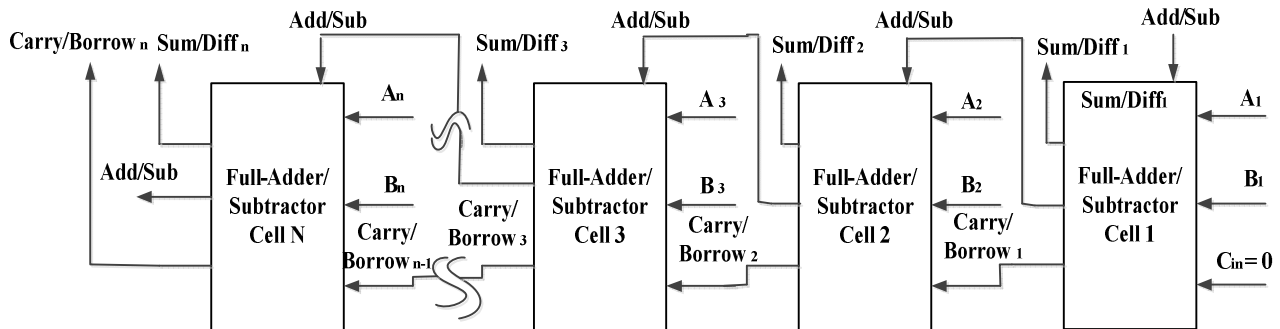 Carry/Borrow n
Sum/Diff n
Add/Sub
Sum/Diff 3
Add/Sub
Sum/Diff 2
Add/Sub
Sum/Diff 1
Add/Sub
An
Add/Sub
Full-Adder/
Subtractor
Cell N
Bn
Carry/
Borrow n-1
Carry/
Borrow 3
Full-Adder/
Subtractor
Cell 3
A 3
B 3
Carry/
Borrow 2
Full-Adder/
Subtractor
Cell 2
A2
B2
Carry/
Borrow 1
Sum/Diff1
Full-Adder/
Subtractor
Cell 1
A1
B1
Cin= 0